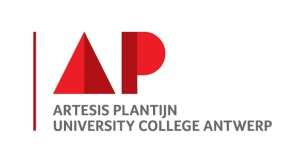 AP
ARTESIS PLANTIJN
UNIVERSITY COLLEGE ANTWERP